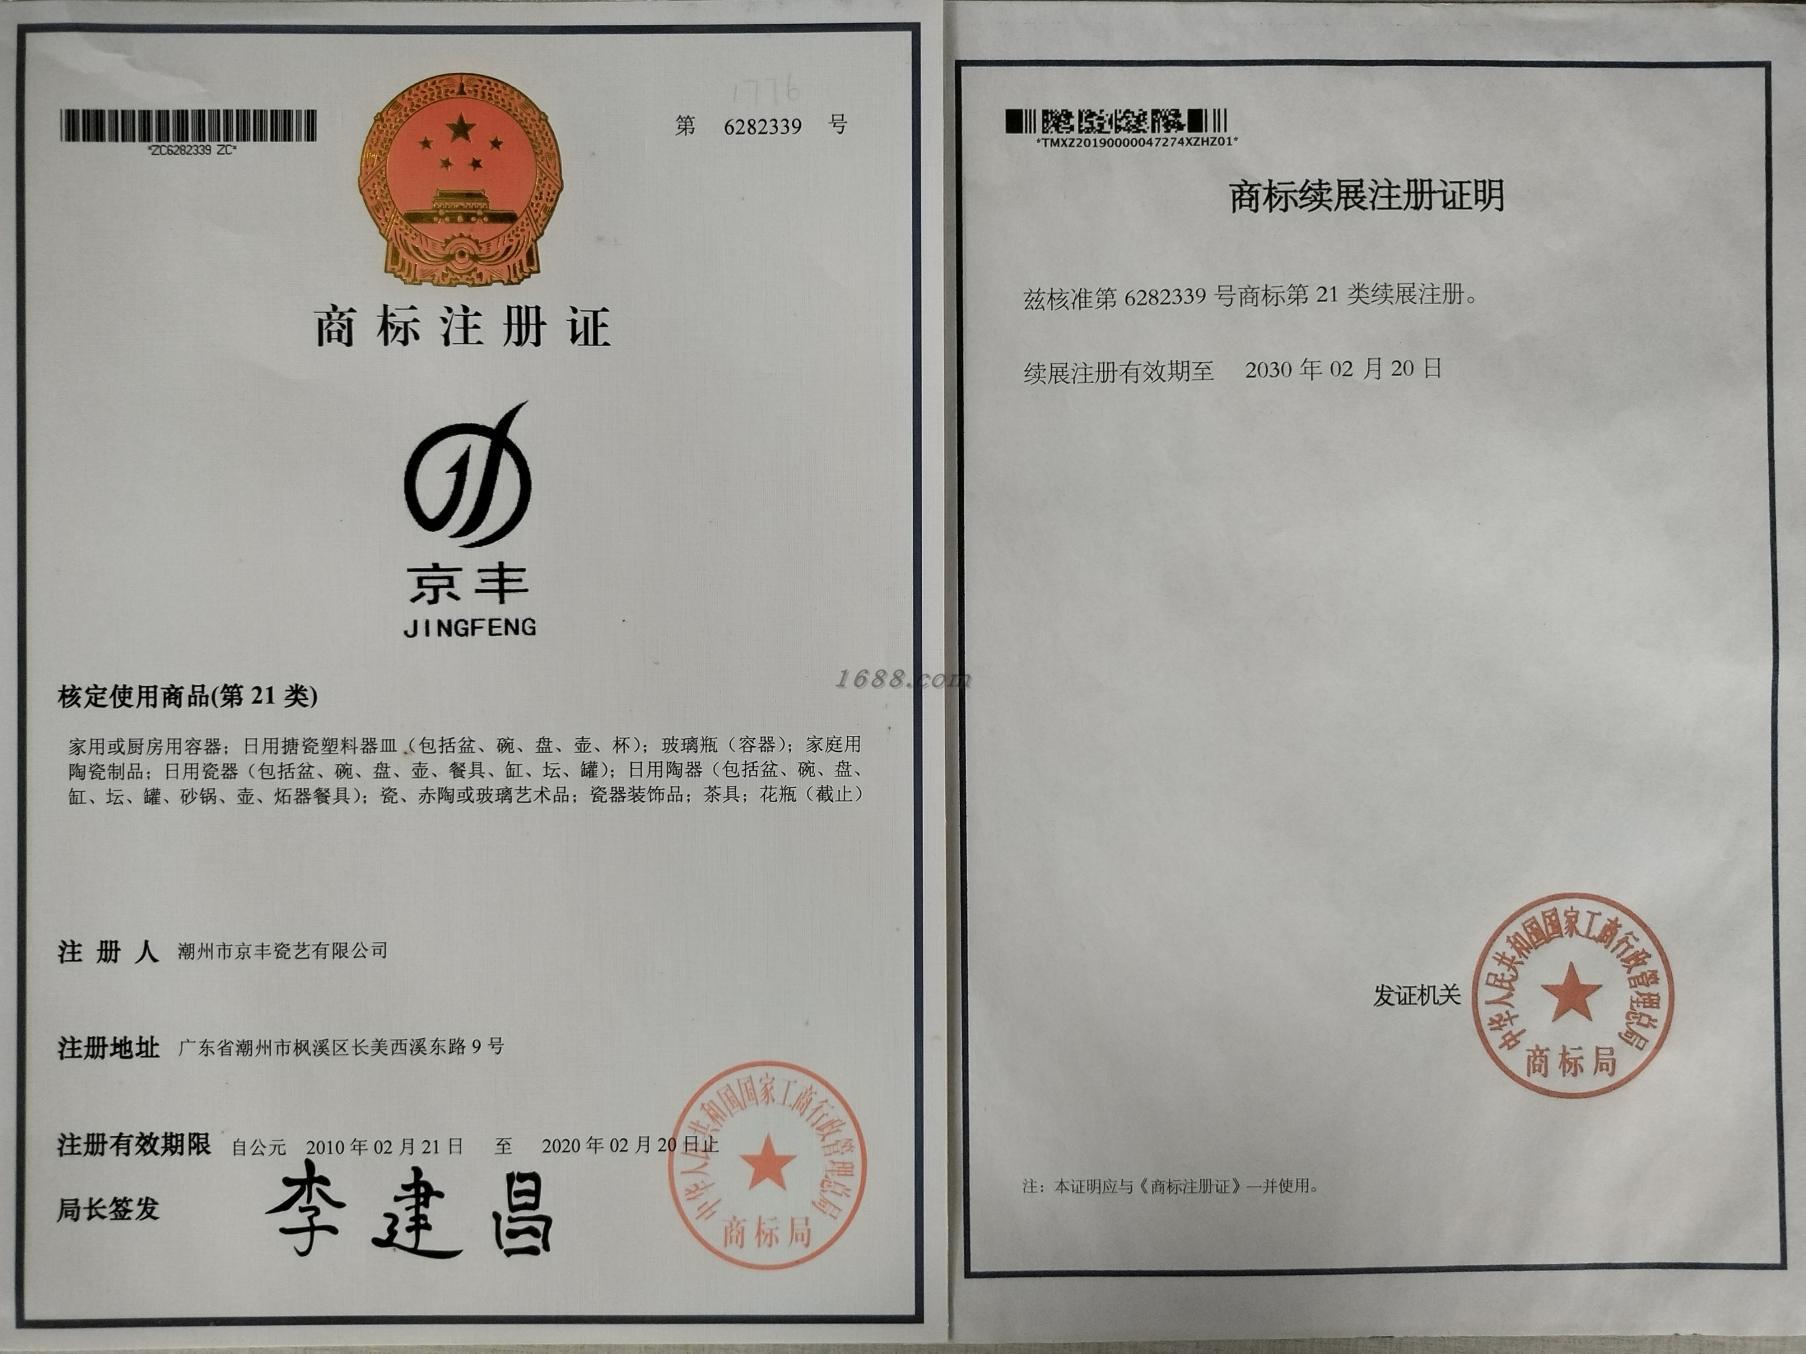 1776
第 6282339 号
*ZC6282339 ZC*
商标注册证
京丰
JINGFENG
核定使用商品(第 21 类)
家用或厨房用容器；日用搪瓷塑料器皿（包括盆、碗、盘、壶、杯）；玻璃瓶（容器）；家庭用
陶瓷制品；日用瓷器（包括盆、碗、盘、壶、餐具、缸、坛、罐）；日用陶器（包括盆、碗、盘、
缸、坛、罐、砂锅、壶、炻器餐具）；瓷、赤陶或玻璃艺术品；瓷器装饰品；茶具；花瓶（截止）
注册人 潮州市京丰瓷艺有限公司
注册地址 广东省潮州市枫溪区长美西溪东路 9 号
注册有效期限 自公元 2010 年 02 月 21 日 至 2020 年 02 月 20 日止
局长签发 李建昌
中华人民共和国国家工商行政管理总局
商标局
1688.com
*TMXZ20190000047274XZHZ01*
商标续展注册证明
兹核准第 6282339 号商标第 21 类续展注册。
续展注册有效期至 2030 年 02 月 20 日
发证机关
中华人民共和国国家工商行政管理总局
商标局
注：本证明应与《商标注册证》一并使用。